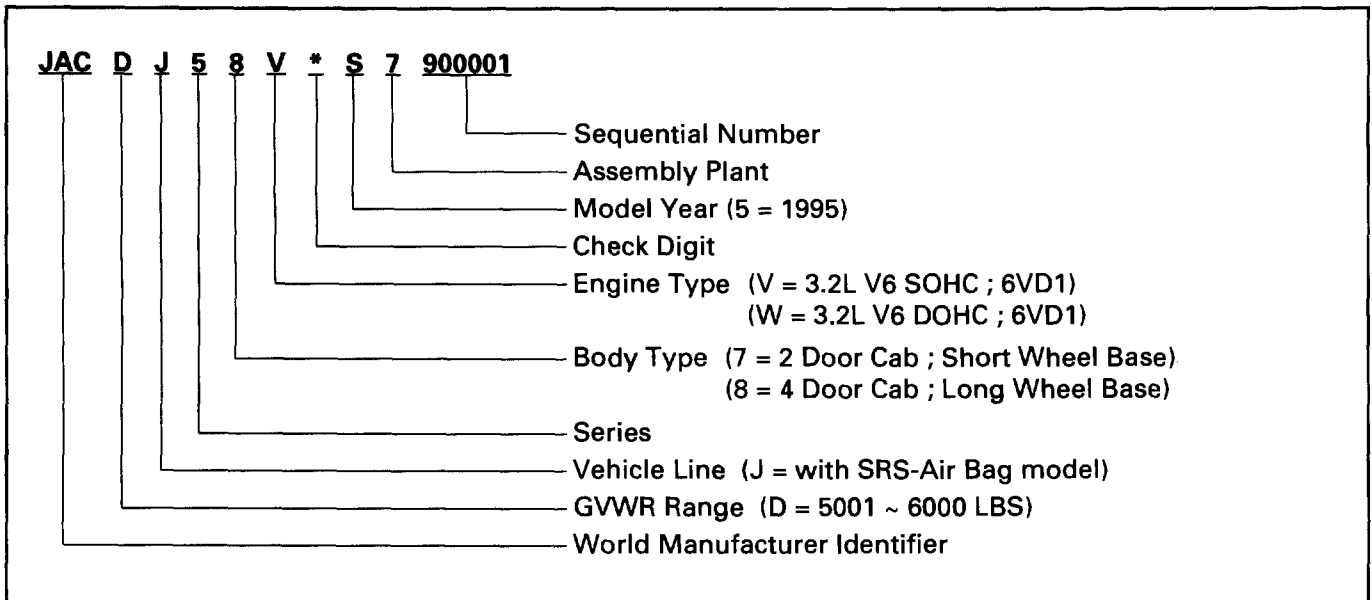 JAC D J 5 8 V * S 7 900001
Sequential Number
Assembly Plant
Model Year (5 = 1995)
Check Digit
Engine Type (V = 3.2L V6 SOHC ; 6VD1)
(W = 3.2L V6 DOHC ; 6VD1)
Body Type (7 = 2 Door Cab ; Short Wheel Base)
(8 = 4 Door Cab ; Long Wheel Base)
Series
Vehicle Line (J = with SRS-Air Bag model)
GVWR Range (D = 5001 ~ 6000 LBS)
World Manufacturer Identifier